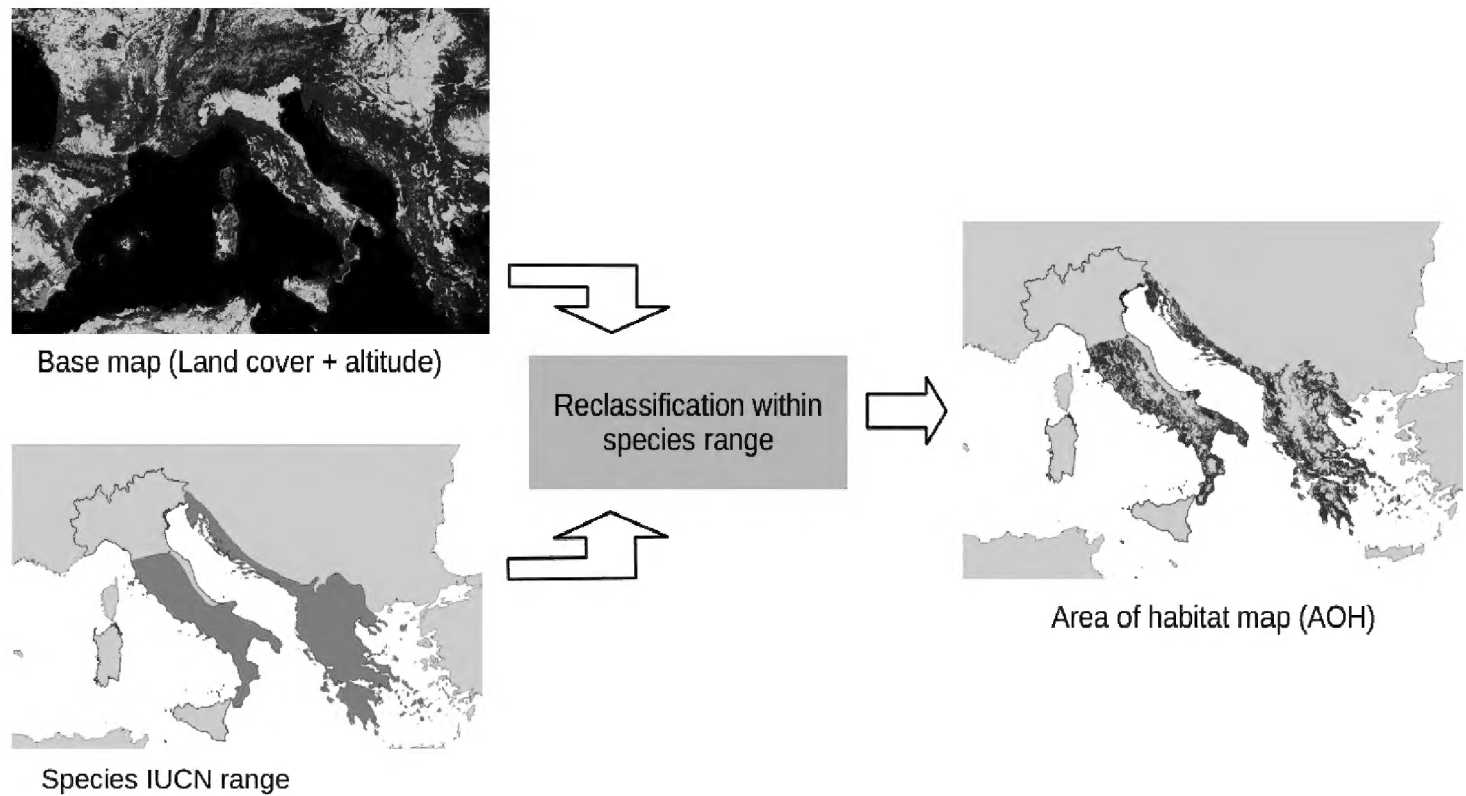 Base map (Land cover + altitude)
Reclassification within
species range
Species IUCN range
Area of habitat map (AOH)